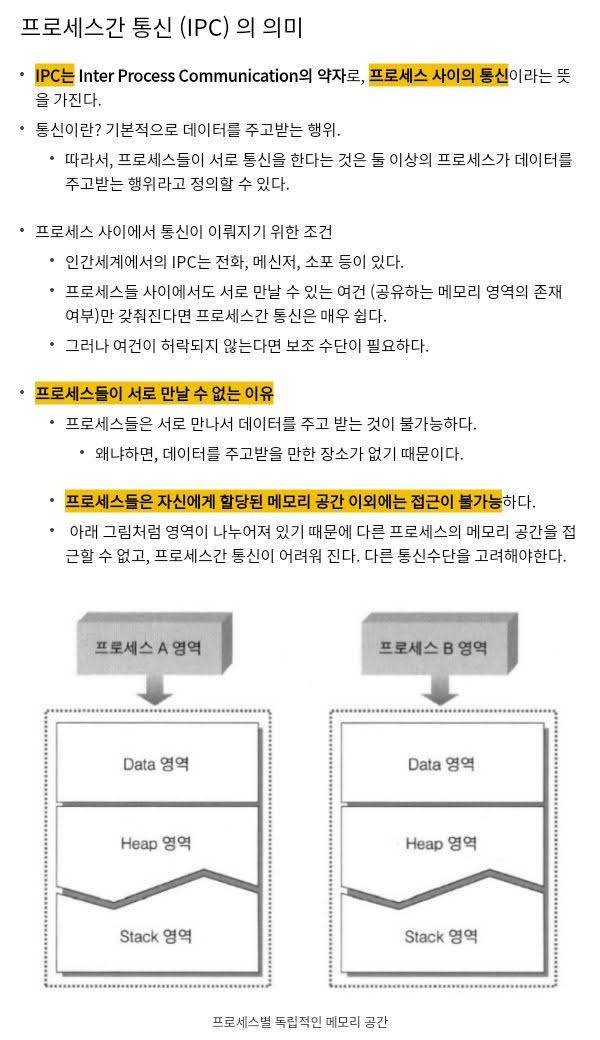 프로세스간 통신 (IPC) 의 의미
IPC는 Inter Process Communication의 약자로, 프로세스 사이의 통신이라는 뜻
을 가진다.
통신이란? 기본적으로 데이터를 주고받는 행위.
따라서, 프로세스들이 서로 통신을 한다는 것은 둘 이상의 프로세스가 데이터를
주고받는 행위라고 정의할 수 있다.
프로세스 사이에서 통신이 이뤄지기 위한 조건
인간세계에서의 IPC는 전화, 메신저, 소포 등이 있다.
프로세스들 사이에서도 서로 만날 수 있는 여건 (공유하는 메모리 영역의 존재
여부)만 갖춰진다면 프로세스간 통신은 매우 쉽다.
그러나 여건이 허락되지 않는다면 보조 수단이 필요하다.
프로세스들이 서로 만날 수 없는 이유
프로세스들은 서로 만나서 데이터를 주고 받는 것이 불가능하다.
왜냐하면, 데이터를 주고받을 만한 장소가 없기 때문이다.
프로세스들은 자신에게 할당된 메모리 공간 이외에는 접근이 불가능하다.
아래 그림처럼 영역이 나누어져 있기 때문에 다른 프로세스의 메모리 공간을 접
근할 수 없고, 프로세스간 통신이 어려워 진다. 다른 통신수단을 고려해야한다.
프로세스 A 영역
프로세스 B 영역
Data 영역
Data 영역
Heap 영역
Heap 영역
Stack 영역
Stack 영역
프로세스별 독립적인 메모리 공간